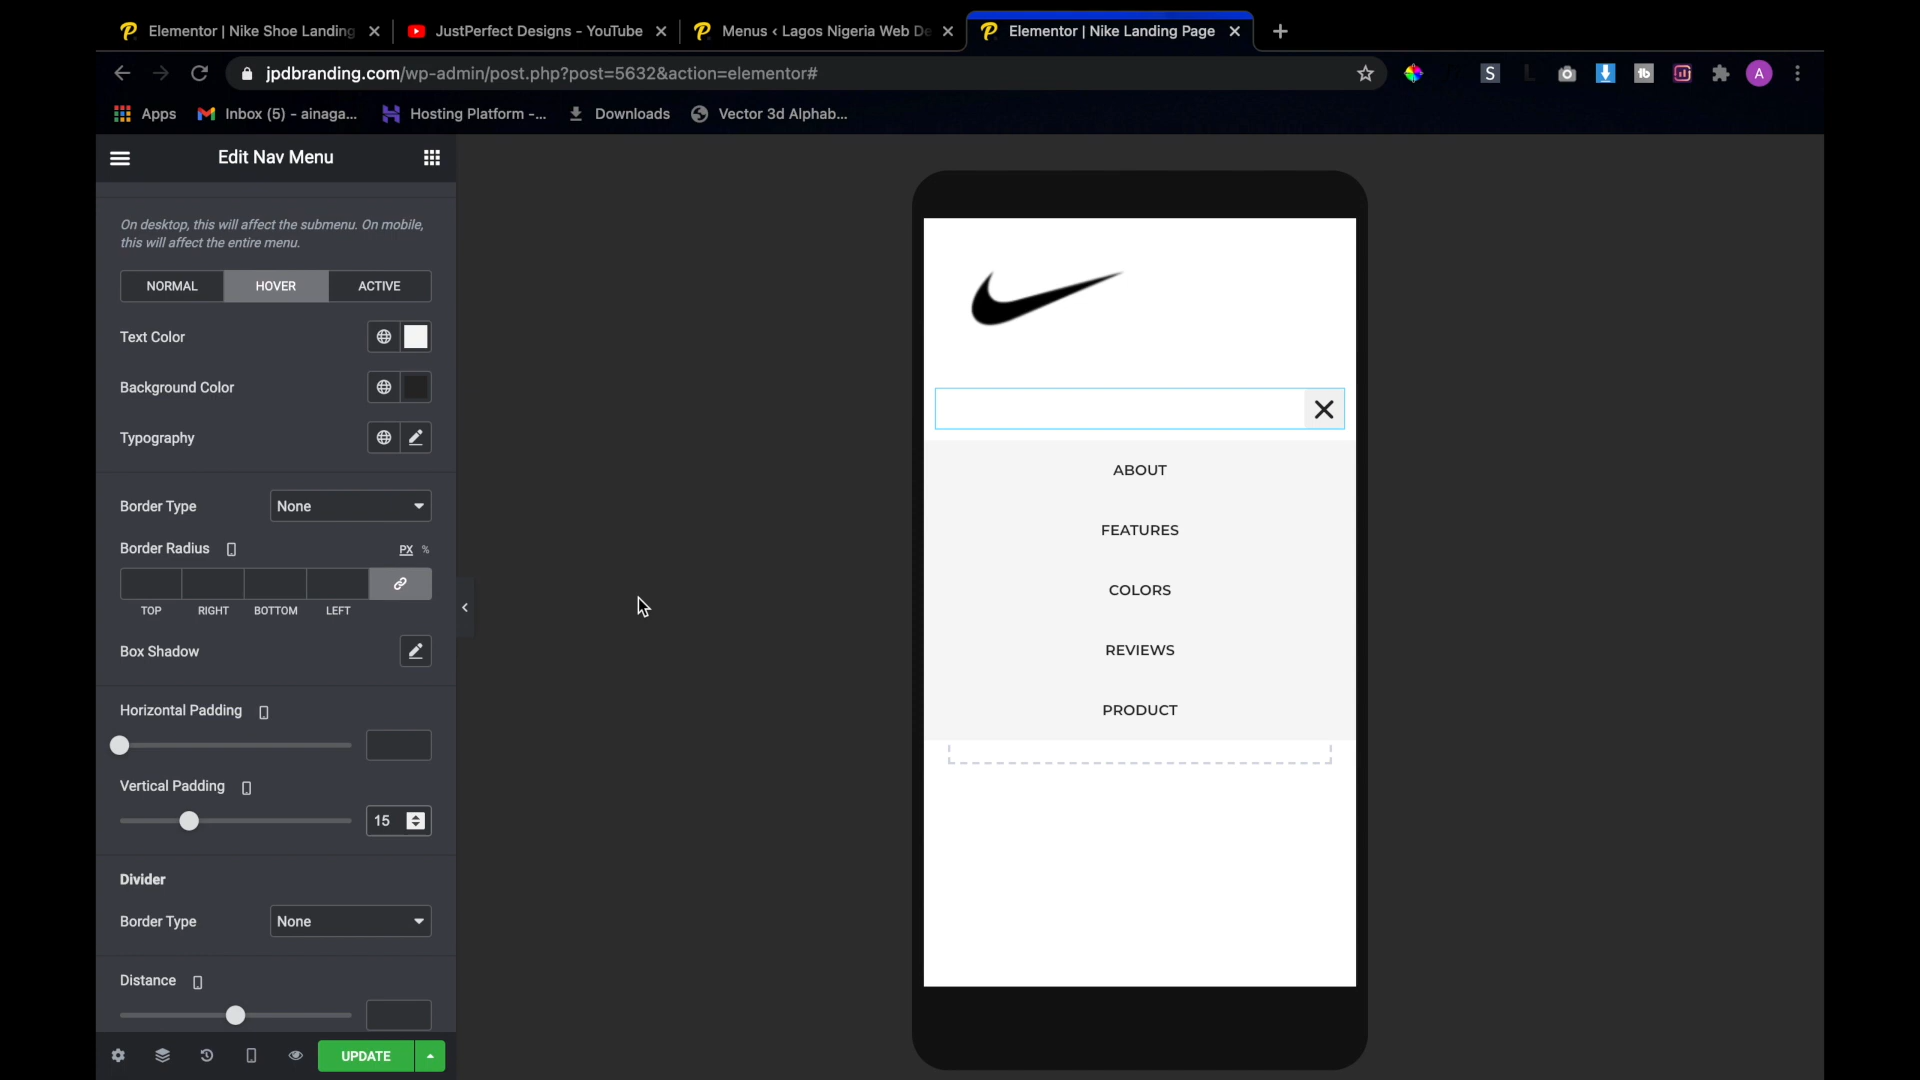 Elementor | Nike Shoe Landing
JustPerfect Designs - YouTube
Menus ‹ Lagos Nigeria Web De
Elementor | Nike Landing Page
jpdbranding.com/wp-admin/post.php?post=5632&action=elementor#
S
L
tb
A
Apps
Inbox (5) - ainaga...
Hosting Platform -...
Downloads
Vector 3d Alphab...
Edit Nav Menu
On desktop, this will affect the submenu. On mobile,
this will affect the entire menu.
NORMAL
HOVER
ACTIVE
Text Color
Background Color
Typography
Border Type
None
Border Radius
PX
%
TOP
RIGHT
BOTTOM
LEFT
Box Shadow
Horizontal Padding
Vertical Padding
15
Divider
Border Type
None
Distance
UPDATE
ABOUT
FEATURES
COLORS
REVIEWS
PRODUCT